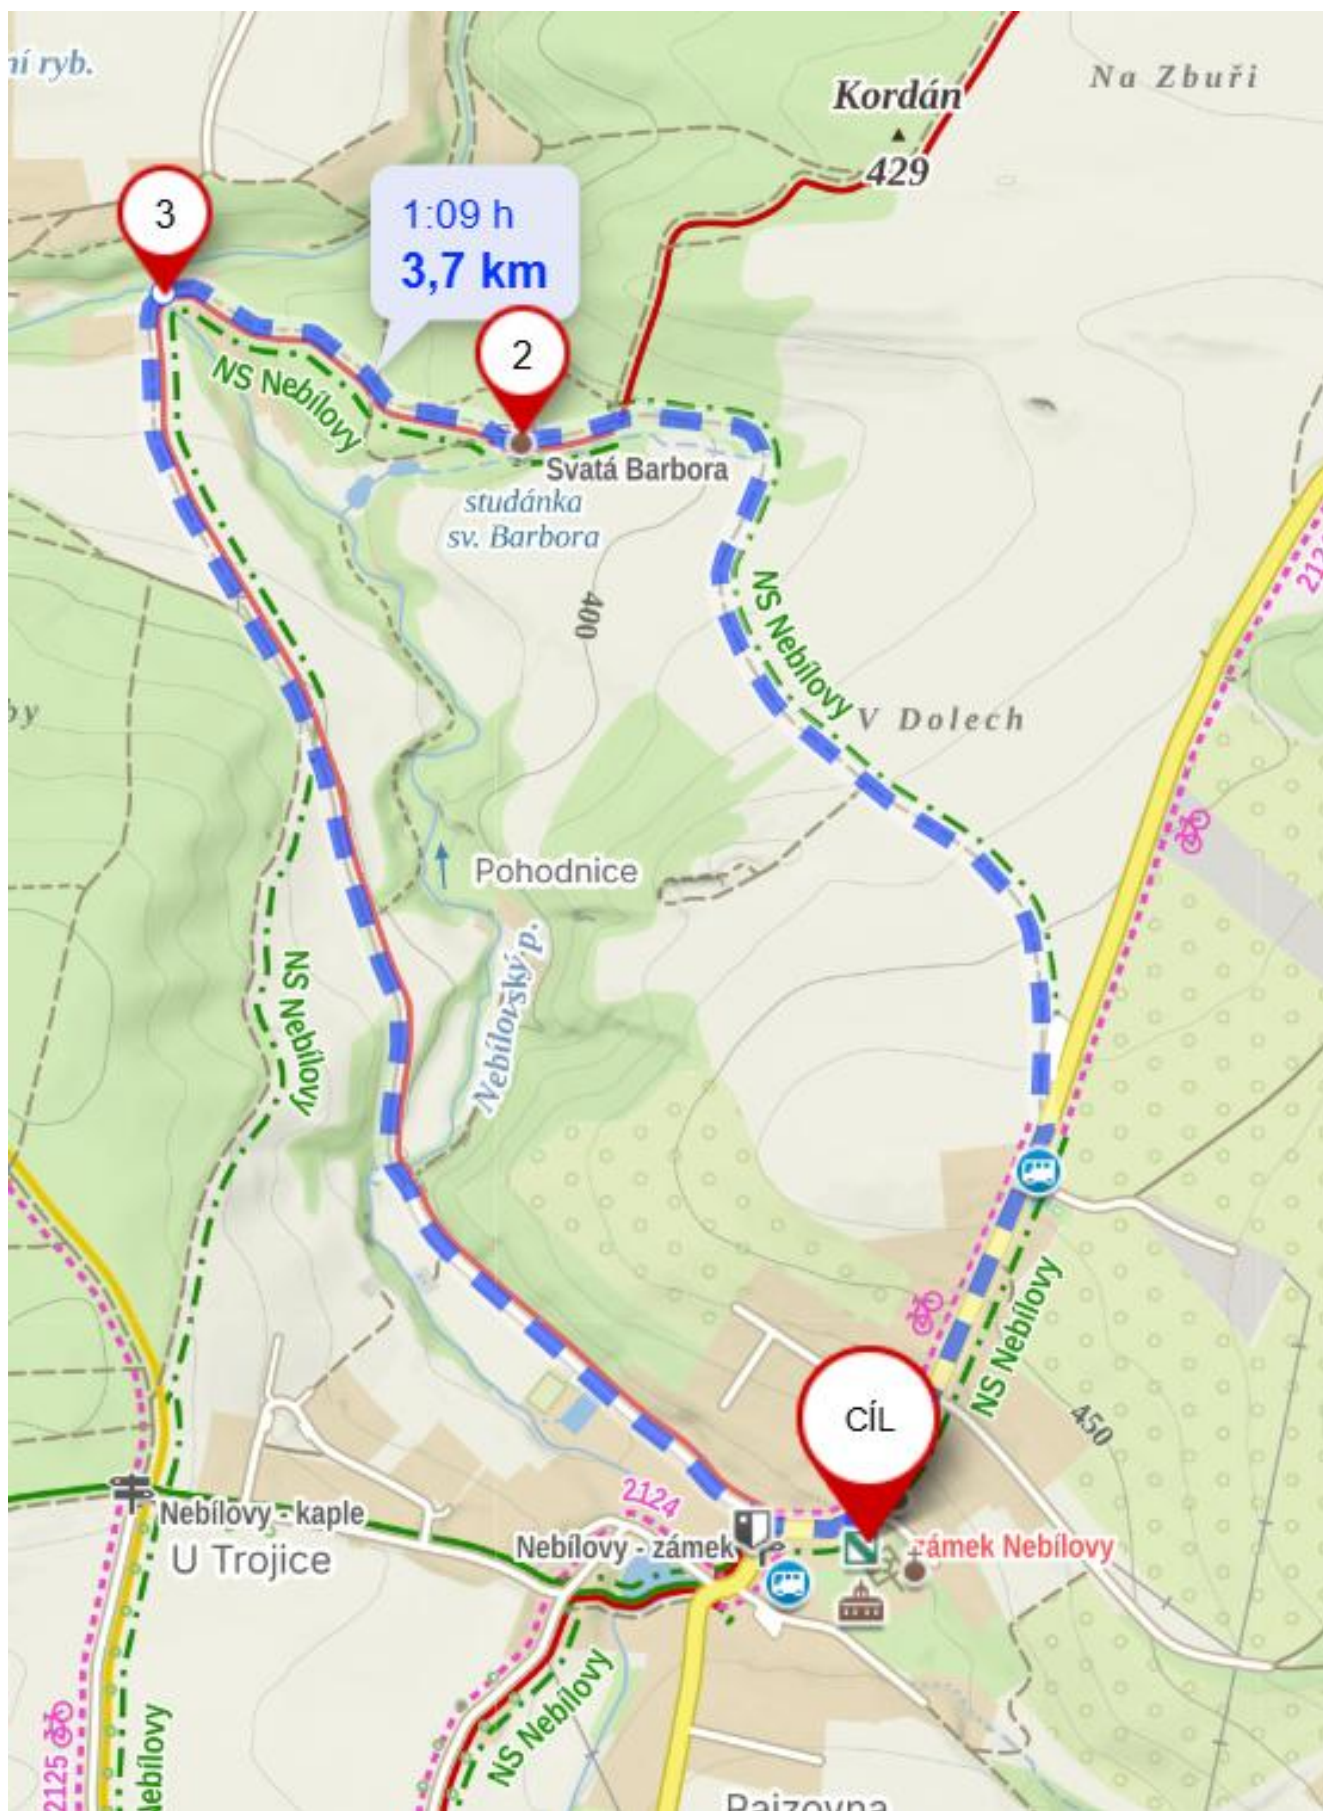 ní ryb.
Na Zbuři
Kordán
429
3
1:09 h
3,7 km
2
NS Nebílovy
Svatá Barbora
studánka
sv. Barbora
400
NS Nebílovy
V Dolech
Pohodnice
NS Nebílovy
Nebílovský p.
NS Nebílovy
CÍL
450
2124
Nebílovy - kaple
U Trojice
Nebílovy - zámek
zámek Nebílovy
NS Nebílovy
2125